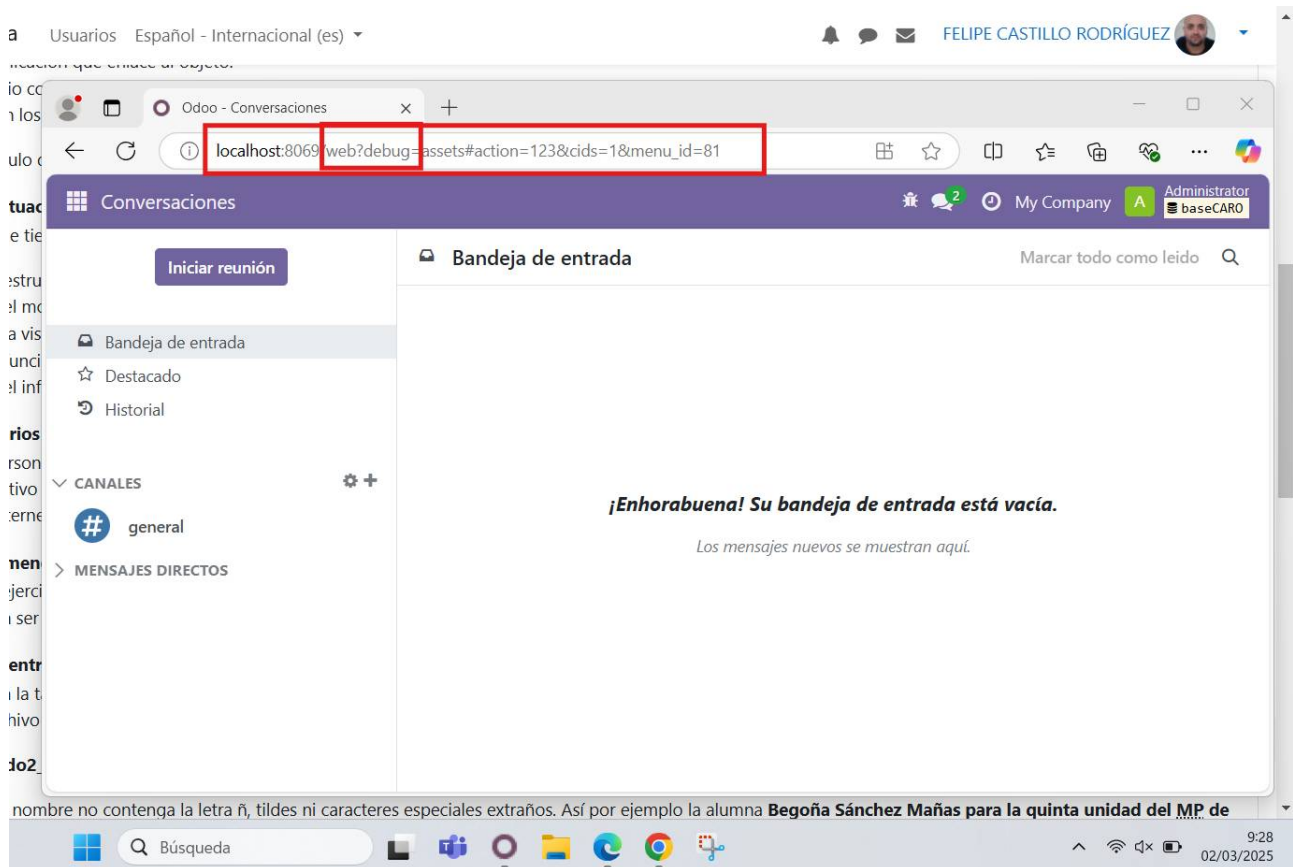 a Usuarios Español - Internacional (es)
FELIPE CASTILLO RODRÍGUEZ
Odoo - Conversaciones
localhost:8069/web?debug=assets#action=123&cids=1&menu_id=81
Conversaciones
2
My Company
A
Administrator
baseCARO
Iniciar reunión
Bandeja de entrada
Marcar todo como leido
Bandeja de entrada
Destacado
Historial
CANALES
general
MENSAJES DIRECTOS
¡Enhorabuena! Su bandeja de entrada está vacía.
Los mensajes nuevos se muestran aquí.
nombre no contenga la letra ñ, tildes ni caracteres especiales extraños. Así por ejemplo la alumna Begoña Sánchez Mañas para la quinta unidad del MP de
Búsqueda
9:28
02/03/2025